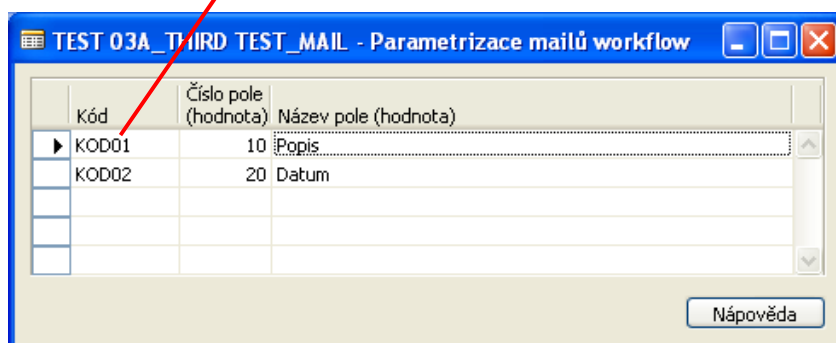 TEST 03A_THIRD TEST_MAIL - Parametrizace mailů workflow
Kód Číslo pole (hodnota) Název pole (hodnota)
KOD01 10 Popis
KOD02 20 Datum
Nápověda